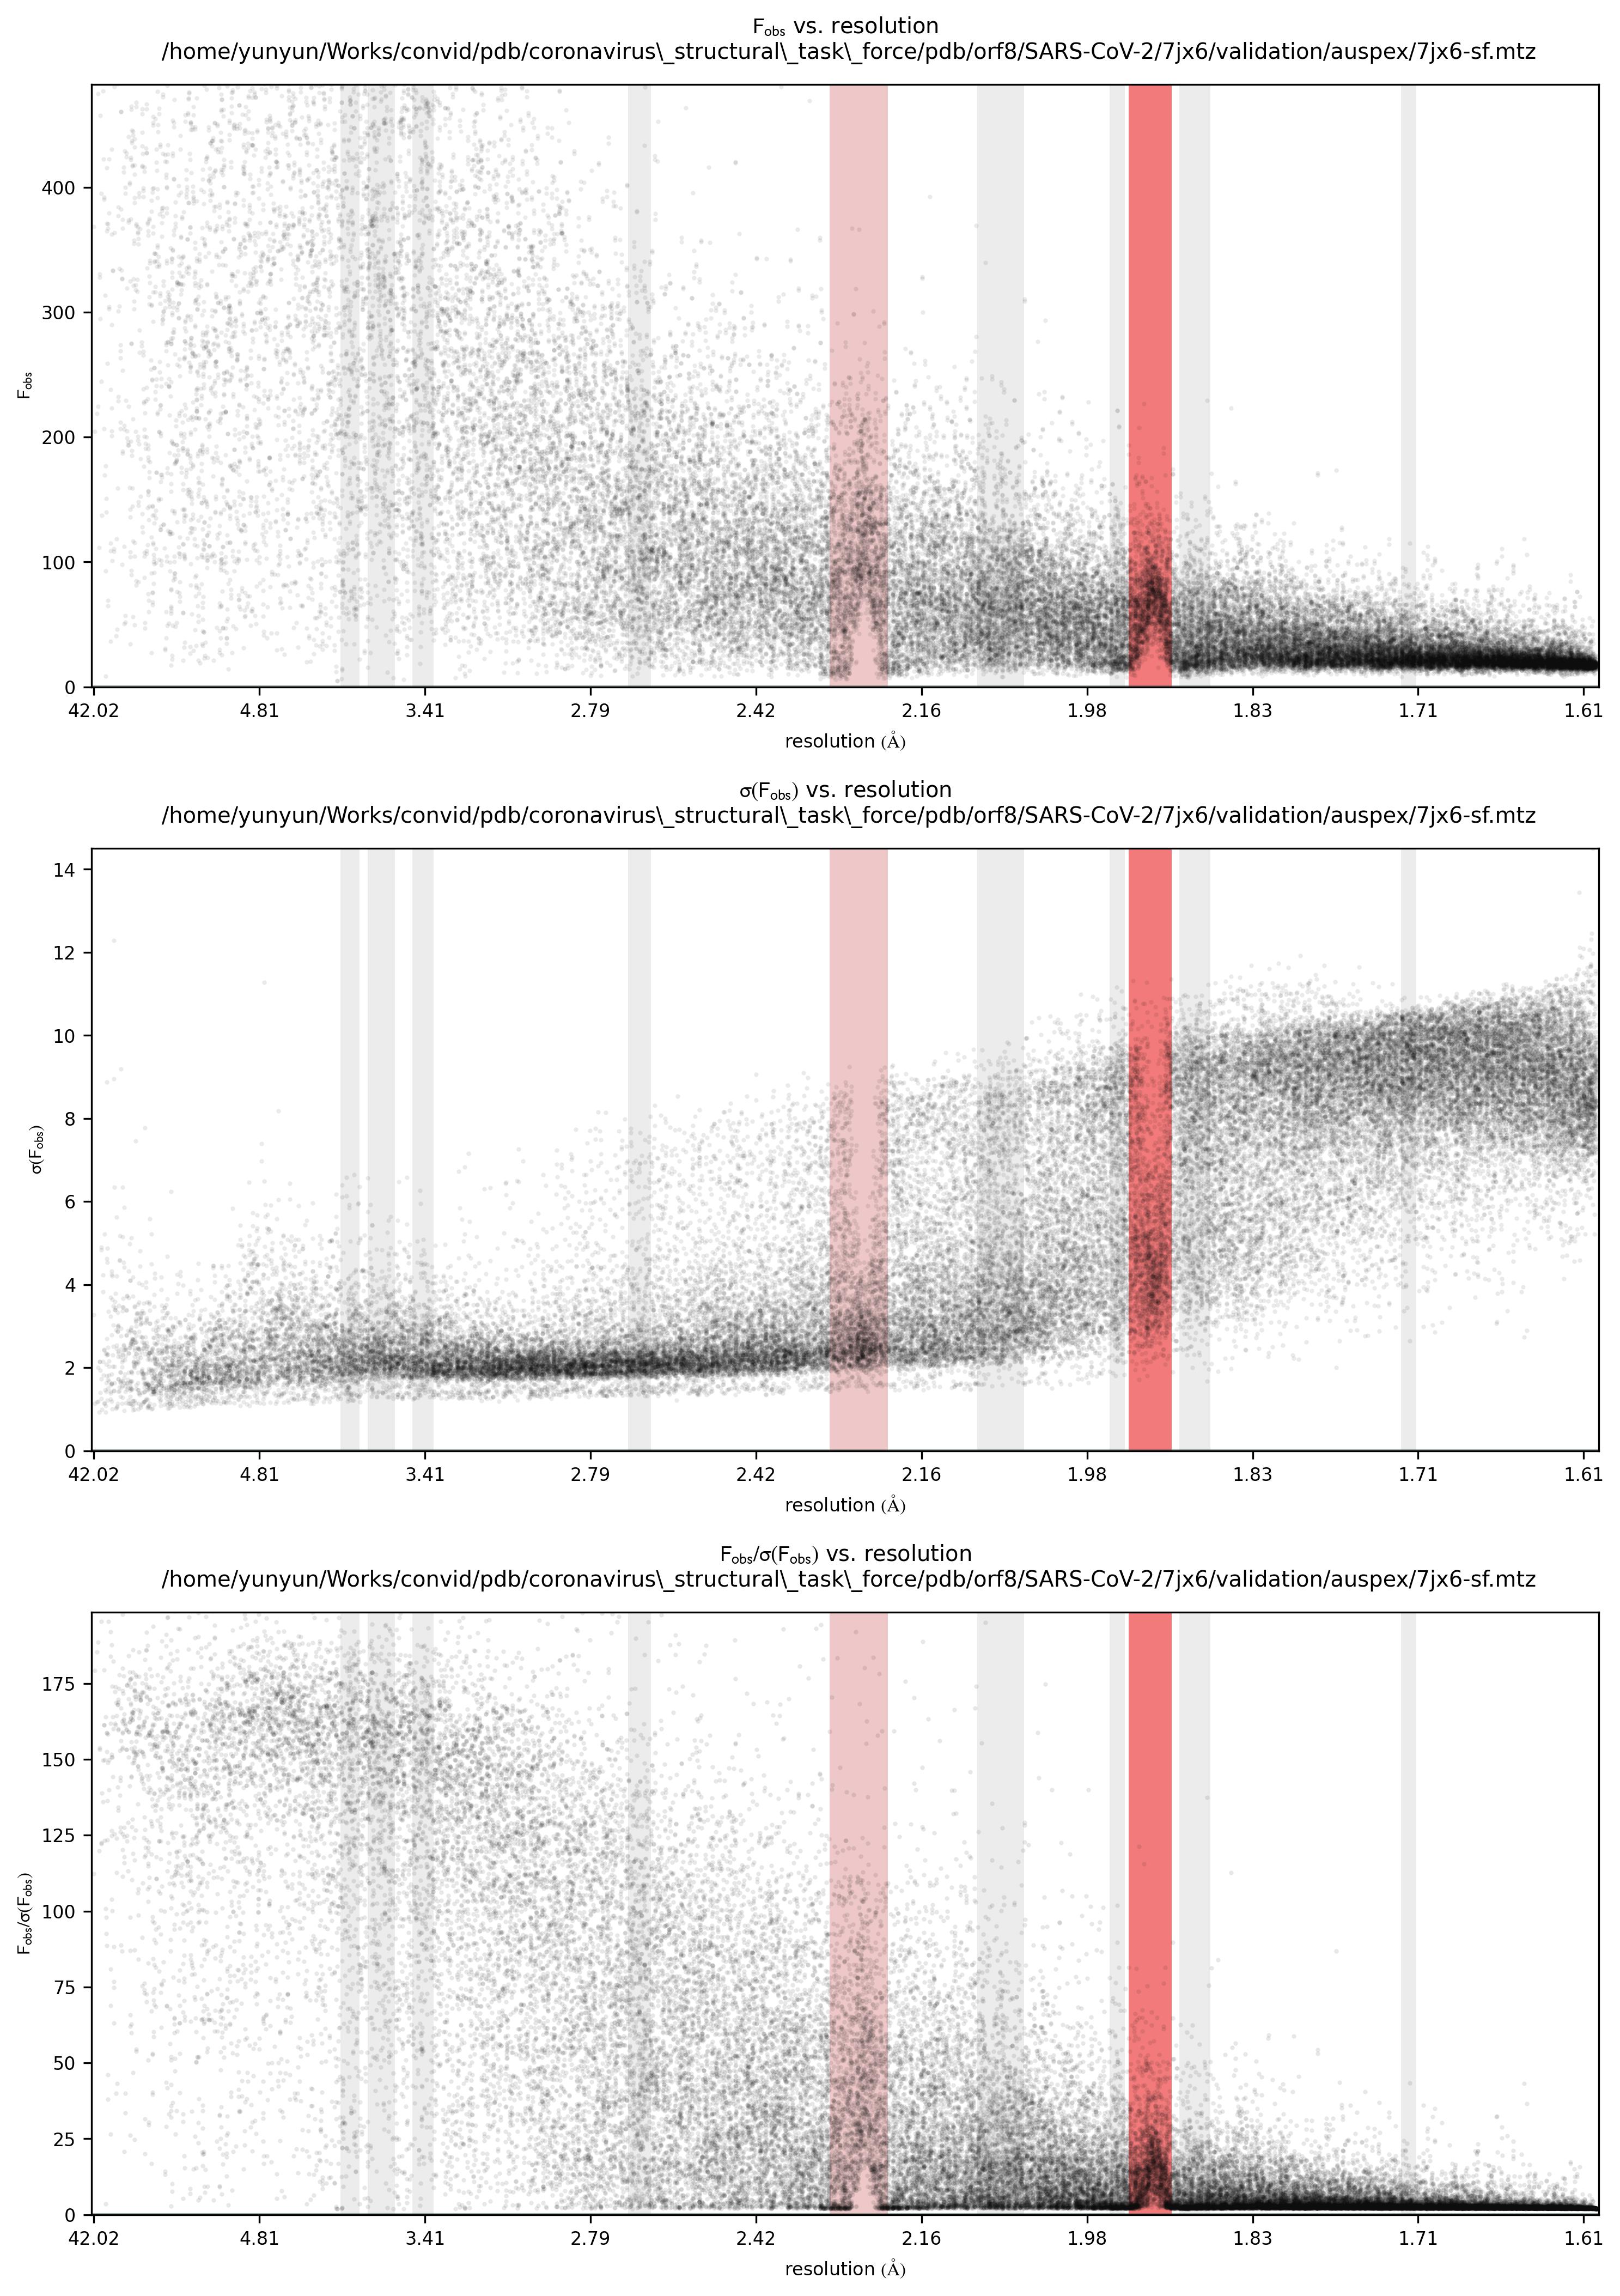 Fobs vs. resolution
/home/yunyun/Works/convid/pdb/coronavirus\_structural\_task\_force/pdb/orf8/SARS-CoV-2/7jx6/validation/auspex/7jx6-sf.mtz
Fobs
400
300
200
100
0
42.02 4.81 3.41 2.79 2.42 2.16 1.98 1.83 1.71 1.61
resolution (Å)
σ(Fobs) vs. resolution
/home/yunyun/Works/convid/pdb/coronavirus\_structural\_task\_force/pdb/orf8/SARS-CoV-2/7jx6/validation/auspex/7jx6-sf.mtz
σ(Fobs)
14
12
10
8
6
4
2
0
42.02 4.81 3.41 2.79 2.42 2.16 1.98 1.83 1.71 1.61
resolution (Å)
Fobs/σ(Fobs) vs. resolution
/home/yunyun/Works/convid/pdb/coronavirus\_structural\_task\_force/pdb/orf8/SARS-CoV-2/7jx6/validation/auspex/7jx6-sf.mtz
Fobs/σ(Fobs)
175
150
125
100
75
50
25
0
42.02 4.81 3.41 2.79 2.42 2.16 1.98 1.83 1.71 1.61
resolution (Å)